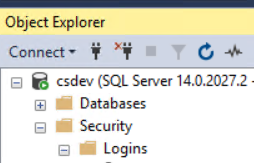 Object Explorer
Connect
csdev (SQL Server 14.0.2027.2 -
Databases
Security
Logins